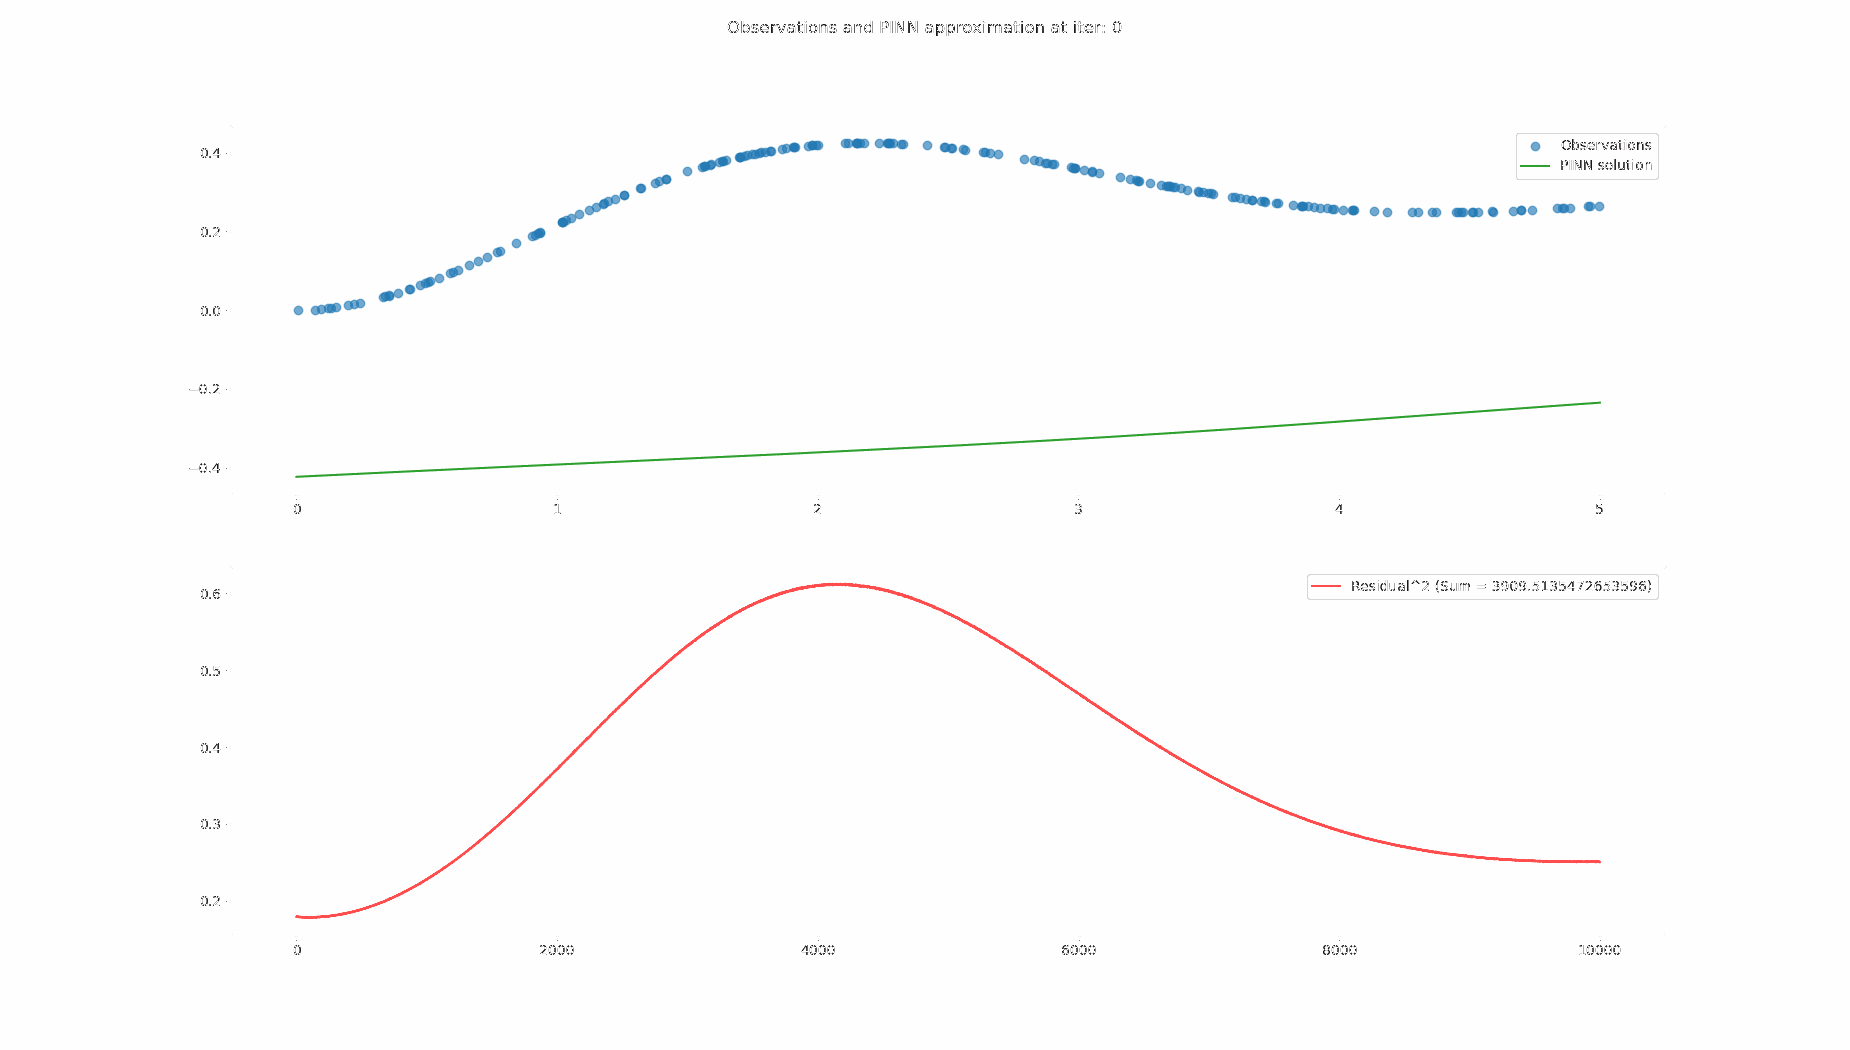 Observations and PINN approximation at iter: 0
Observations
PINN solution
0.4
0.2
0.0
−0.2
−0.4
0 1 2 3 4 5
Residual^2 (Sum = 3909.5135472653596)
0.6
0.5
0.4
0.3
0.2
0 2000 4000 6000 8000 10000